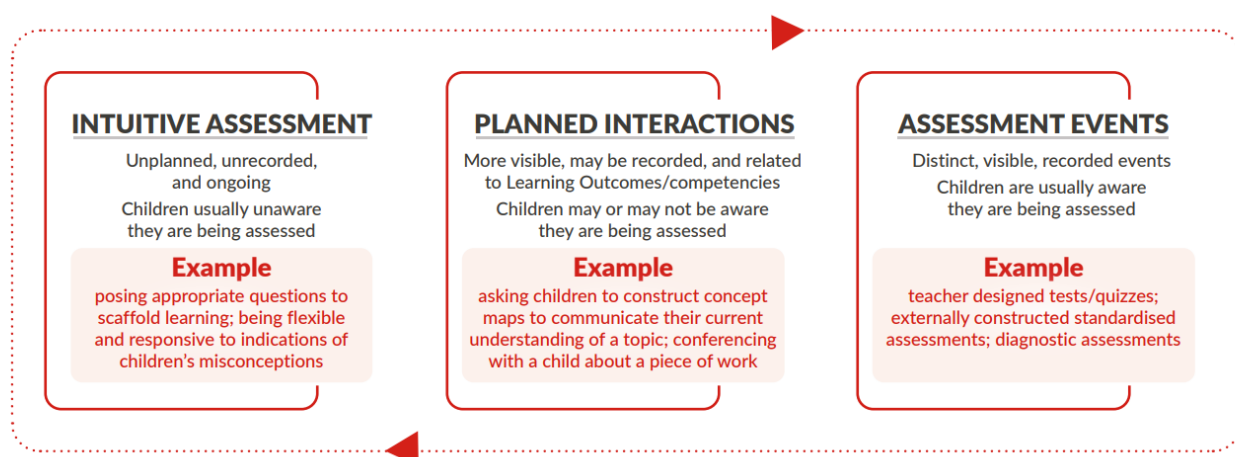 INTUITIVE ASSESSMENT
Unplanned, unrecorded,
and ongoing
Children usually unaware
they are being assessed
Example
posing appropriate questions to
scaffold learning; being flexible
and responsive to indications of
children's misconceptions
PLANNED INTERACTIONS
More visible, may be recorded, and related
to Learning Outcomes/competencies
Children may or may not be aware
they are being assessed
Example
asking children to construct concept
maps to communicate their current
understanding of a topic; conferencing
with a child about a piece of work
ASSESSMENT EVENTS
Distinct, visible, recorded events
Children are usually aware
they are being assessed
Example
teacher designed tests/quizzes;
externally constructed standardised
assessments; diagnostic assessments